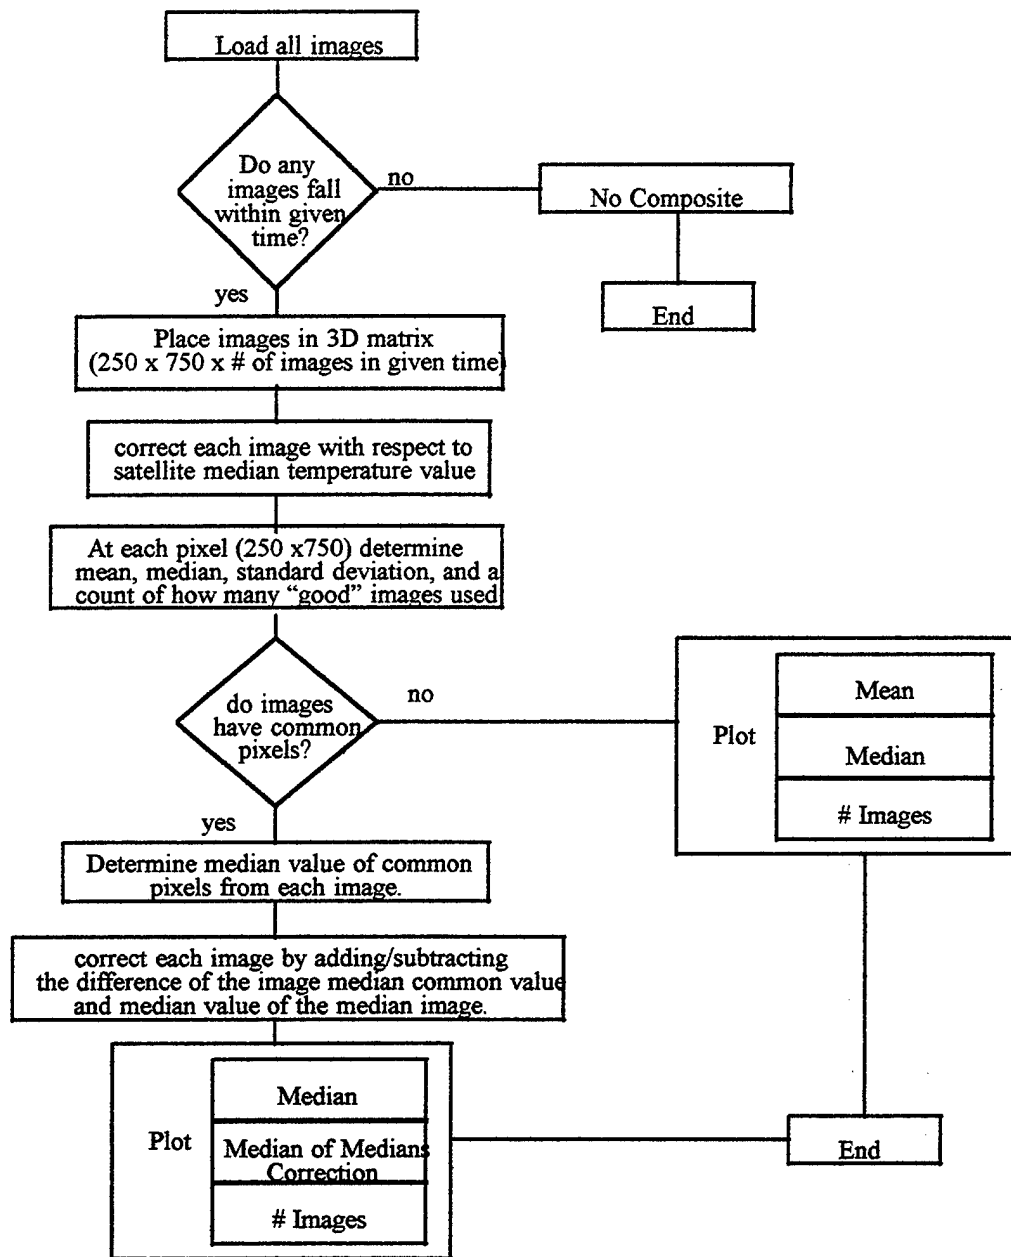 Load all images
Do any
images fall
within given
time?
no
No Composite
End
yes
Place images in 3D matrix
(250 x 750 x # of images in given time)
correct each image with respect to
satellite median temperature value
At each pixel (250 x750) determine
mean, median, standard deviation, and a
count of how many “good” images used
do images
have common
pixels?
no
Plot
Mean
Median
# Images
yes
Determine median value of common
pixels from each image.
correct each image by adding/subtracting
the difference of the image median common value
and median value of the median image.
Plot
Median
Median of Medians
Correction
# Images
End